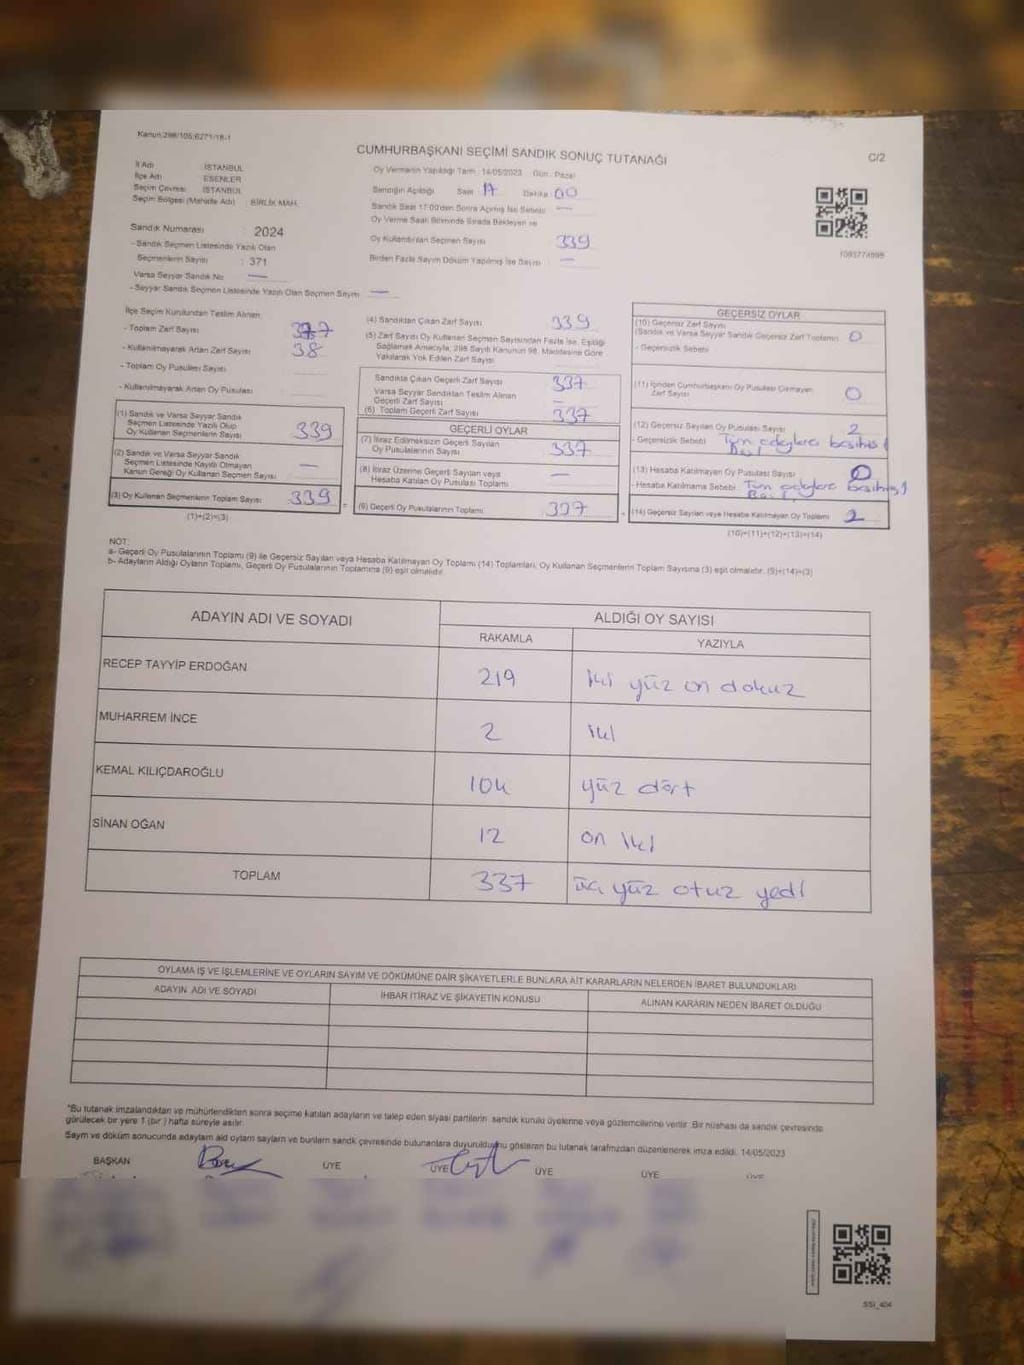 Kanun:298/105;6271/18-1
CUMHURBAŞKANI SEÇİMİ SANDIK SONUÇ TUTANAĞI
C/2
İl Adı İSTANBUL
İlçe Adı ESENLER
Seçim Çevresi İSTANBUL
Seçim Bölgesi (Mahalle Adı) BİRLİK MAH.
Sandık Numarası : 2024
- Sandık Seçmen Listesinde Yazılı Olan
Seçmenlerin Sayısı : 371
Varsa Seyyar Sandık No —
- Seyyar Sandık Seçmen Listesinde Yazılı Olan Seçmen Sayısı —
Oy Vermenin Yapıldığı Tarih : 14/05/2023 Gün : Pazar
Sandığın Açıldığı Saat 17 Dakika 00
Sandık Saat 17:00'den Sonra Açılmış İse Sebebi —
Oy Verme Saati Bitiminde Sırada Bekleyen ve
Oy Kullandırılan Seçmen Sayısı 339
Birden Fazla Sayım Döküm Yapılmış İse Sayısı —
1093774999
İlçe Seçim Kurulundan Teslim Alınan
- Toplam Zarf Sayısı
- Kullanılmayarak Artan Zarf Sayısı 38
- Toplam Oy Pusulası Sayısı
- Kullanılmayarak Artan Oy Pusulası
(1) Sandık ve Varsa Seyyar Sandık
Seçmen Listesinde Yazılı Olup
Oy Kullanan Seçmenlerin Sayısı 339
(2) Sandık ve Varsa Seyyar Sandık
Seçmen Listesinde Kayıtlı Olmayan
Kanun Gereği Oy Kullanan Seçmen Sayısı —
(3) Oy Kullanan Seçmenlerin Toplam Sayısı 339
(1)+(2)=(3)
(4) Sandıktan Çıkan Zarf Sayısı 339
(5) Zarf Sayısı Oy Kullanan Seçmen Sayısından Fazla İse, Eşitliği
Sağlamak Amacıyla, 298 Sayılı Kanunun 98. Maddesine Göre
Yakılarak Yok Edilen Zarf Sayısı
Sandıkta Çıkan Geçerli Zarf Sayısı 337
Varsa Seyyar Sandıktan Teslim Alınan
Geçerli Zarf Sayısı —
(6) Toplam Geçerli Zarf Sayısı 337
GEÇERLİ OYLAR
(7) İtiraz Edilmeksizin Geçerli Sayılan
Oy Pusulalarının Sayısı 337
(8) İtiraz Üzerine Geçerli Sayılan veya
Hesaba Katılan Oy Pusulası Toplamı —
(9) Geçerli Oy Pusulalarının Toplamı 337
GEÇERSİZ OYLAR
(10) Geçersiz Zarf Sayısı
(Sandık ve Varsa Seyyar Sandık Geçersiz Zarf Toplamı) 0
- Geçersizlik Sebebi
(11) İçinden Cumhurbaşkanı Oy Pusulası Çıkmayan
Zarf Sayısı 0
(12) Geçersiz Sayılan Oy Pusulası Sayısı 2
- Geçersizlik Sebebi Tüm adaylara
(13) Hesaba Katılmayan Oy Pusulası Sayısı 0
- Hesaba Katılmama Sebebi Tüm adaylara
(14) Geçersiz Sayılan veya Hesaba Katılmayan Oy Toplamı 2
(10)+(11)+(12)+(13)=(14)
NOT:
a- Geçerli Oy Pusulalarının Toplamı (9) ile Geçersiz Sayılan veya Hesaba Katılmayan Oy Toplamı (14) Toplamları, Oy Kullanan Seçmenlerin Toplam Sayısına (3) eşit olmalıdır. (9)+(14)=(3)
b- Adayların Aldığı Oyların Toplamı, Geçerli Oy Pusulalarının Toplamına (9) eşit olmalıdır.
ADAYIN ADI VE SOYADI ALDIĞI OY SAYISI
RAKAMLA YAZIYLA
RECEP TAYYİP ERDOĞAN 219 iki yüz on dokuz
MUHARREM İNCE 2 iki
KEMAL KILIÇDAROĞLU 104 yüz dört
SİNAN OĞAN 12 on iki
TOPLAM 337 üç yüz otuz yedi
OYLAMA İŞ VE İŞLEMLERİNE VE OYLARIN SAYIM VE DÖKÜMÜNE DAİR ŞİKAYETLERLE BUNLARA AİT KARARLARIN NELERDEN İBARET BULUNDUKLARI
ADAYIN ADI VE SOYADI İHBAR İTİRAZ VE ŞİKAYETİN KONUSU ALINAN KARARIN NEDEN İBARET OLDUĞU
*Bu tutanak imzalandıktan ve mühürlendikten sonra seçime katılan adayların ve talep eden siyasi partilerin sandık kurulu üyelerine veya gözlemcilerine verilir. Bir nüshası da sandık çevresinde
görülecek bir yere 1 (bir ) hafta süreyle asılır.
Sayım ve döküm sonucunda adayların aldı oyların sayıları ve bunların sandık çevresinde bulunanlara duyurulduğunu gösteren bu tutanak tarafımızdan düzenlenerek imza edildi. 14/05/2023
BAŞKAN ÜYE ÜYE ÜYE ÜYE ÜYE
SSİ_404